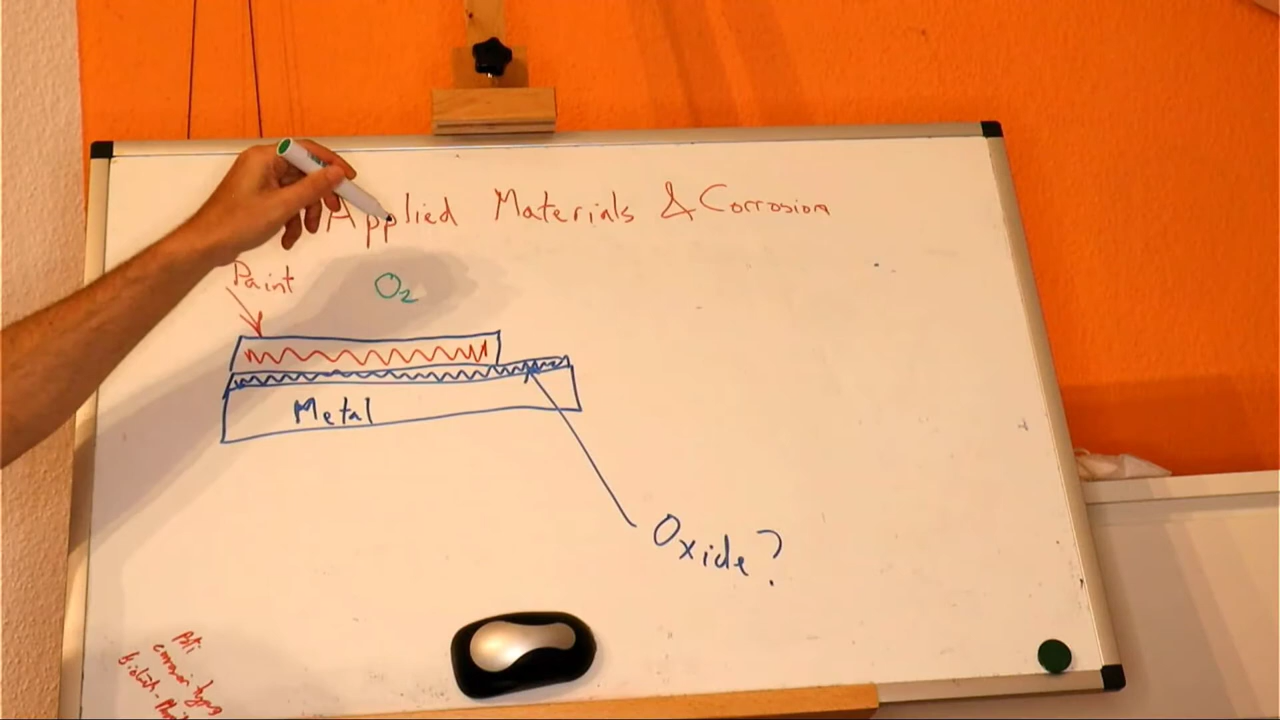 Applied Materials & Corrosion
Paint
O2
Metal
Oxide?